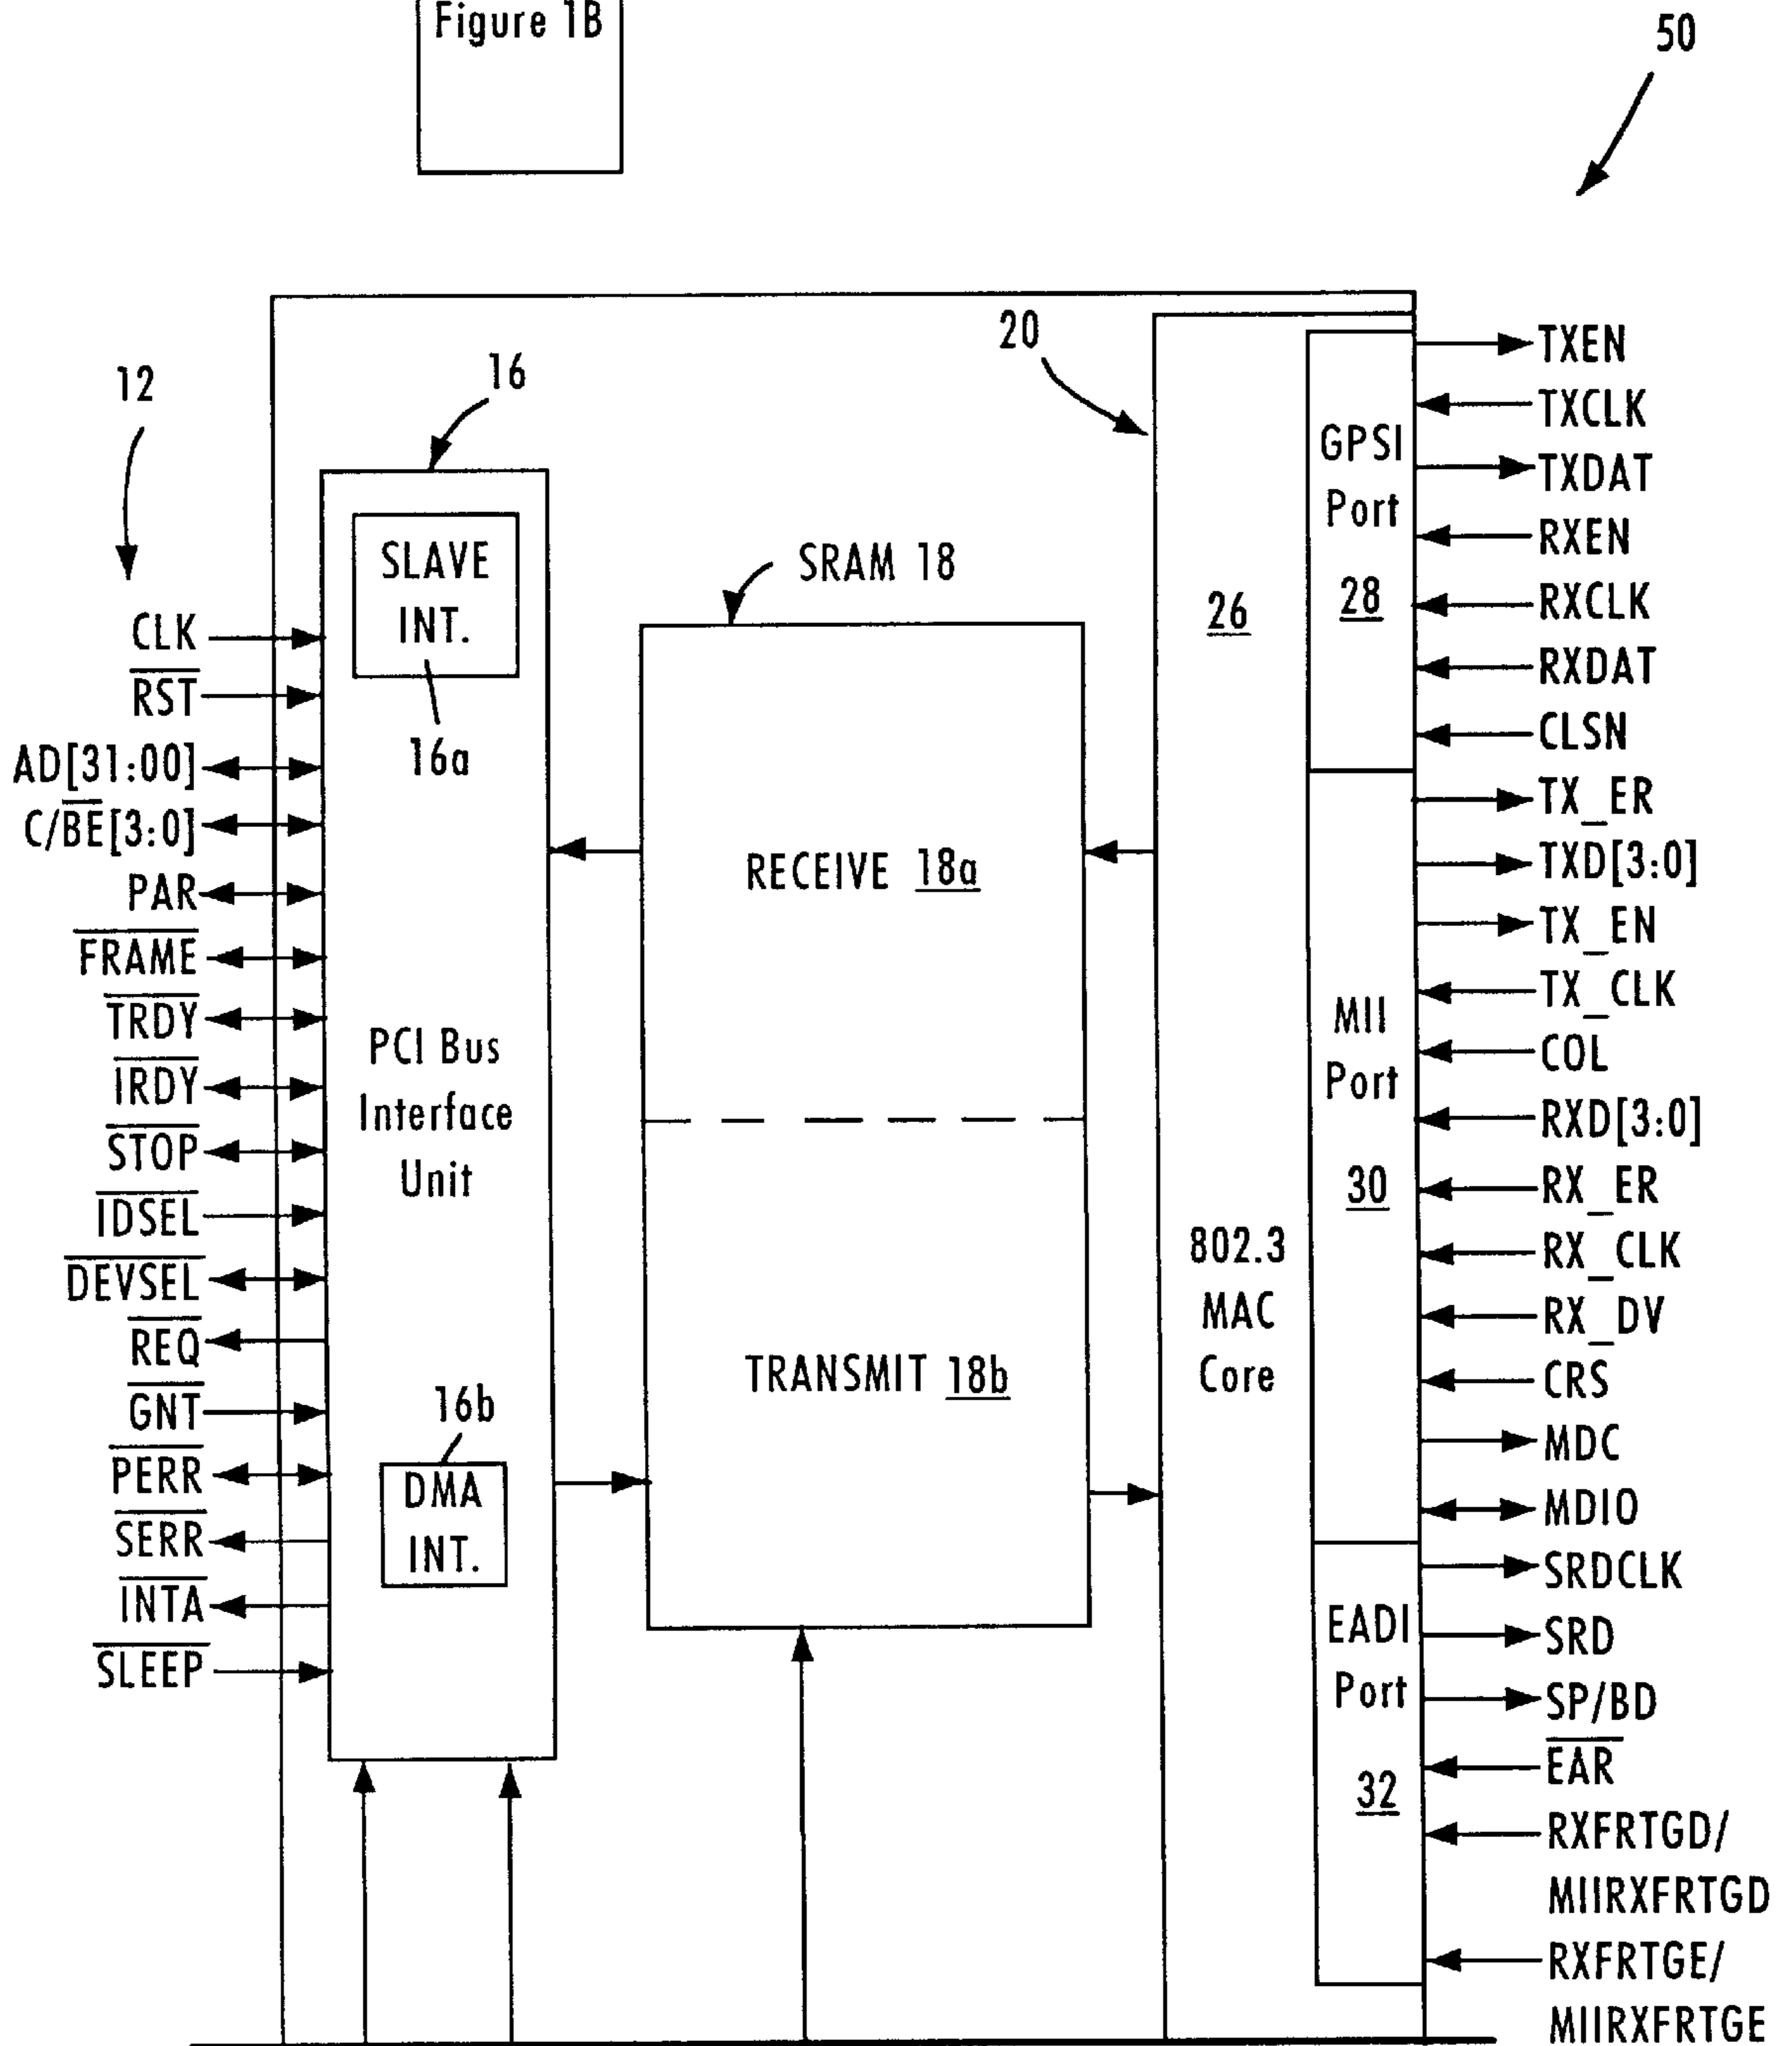 Figure 1B
50
12
16
20
SLAVE
INT.
16a
SRAM 18
26
CLK
RST
AD[31:00]
C/BE[3:0]
PAR
FRAME
TRDY
IRDY
STOP
IDSEL
DEVSEL
REQ
GNT
PERR
SERR
INTA
SLEEP
PCI Bus
Interface
Unit
16b
DMA
INT.
RECEIVE 18a
TRANSMIT 18b
802.3
MAC
Core
GPSI
Port
28
MII
Port
30
EADI
Port
32
TXEN
TXCLK
TXDAT
RXEN
RXCLK
RXDAT
CLSN
TX_ER
TXD[3:0]
TX_EN
TX_CLK
COL
RXD[3:0]
RX_ER
RX_CLK
RX_DV
CRS
MDC
MDIO
SRDCLK
SRD
SP/BD
EAR
RXFRTGD/
MIIRXFRTGD
RXFRTGE/
MIIRXFRTGE